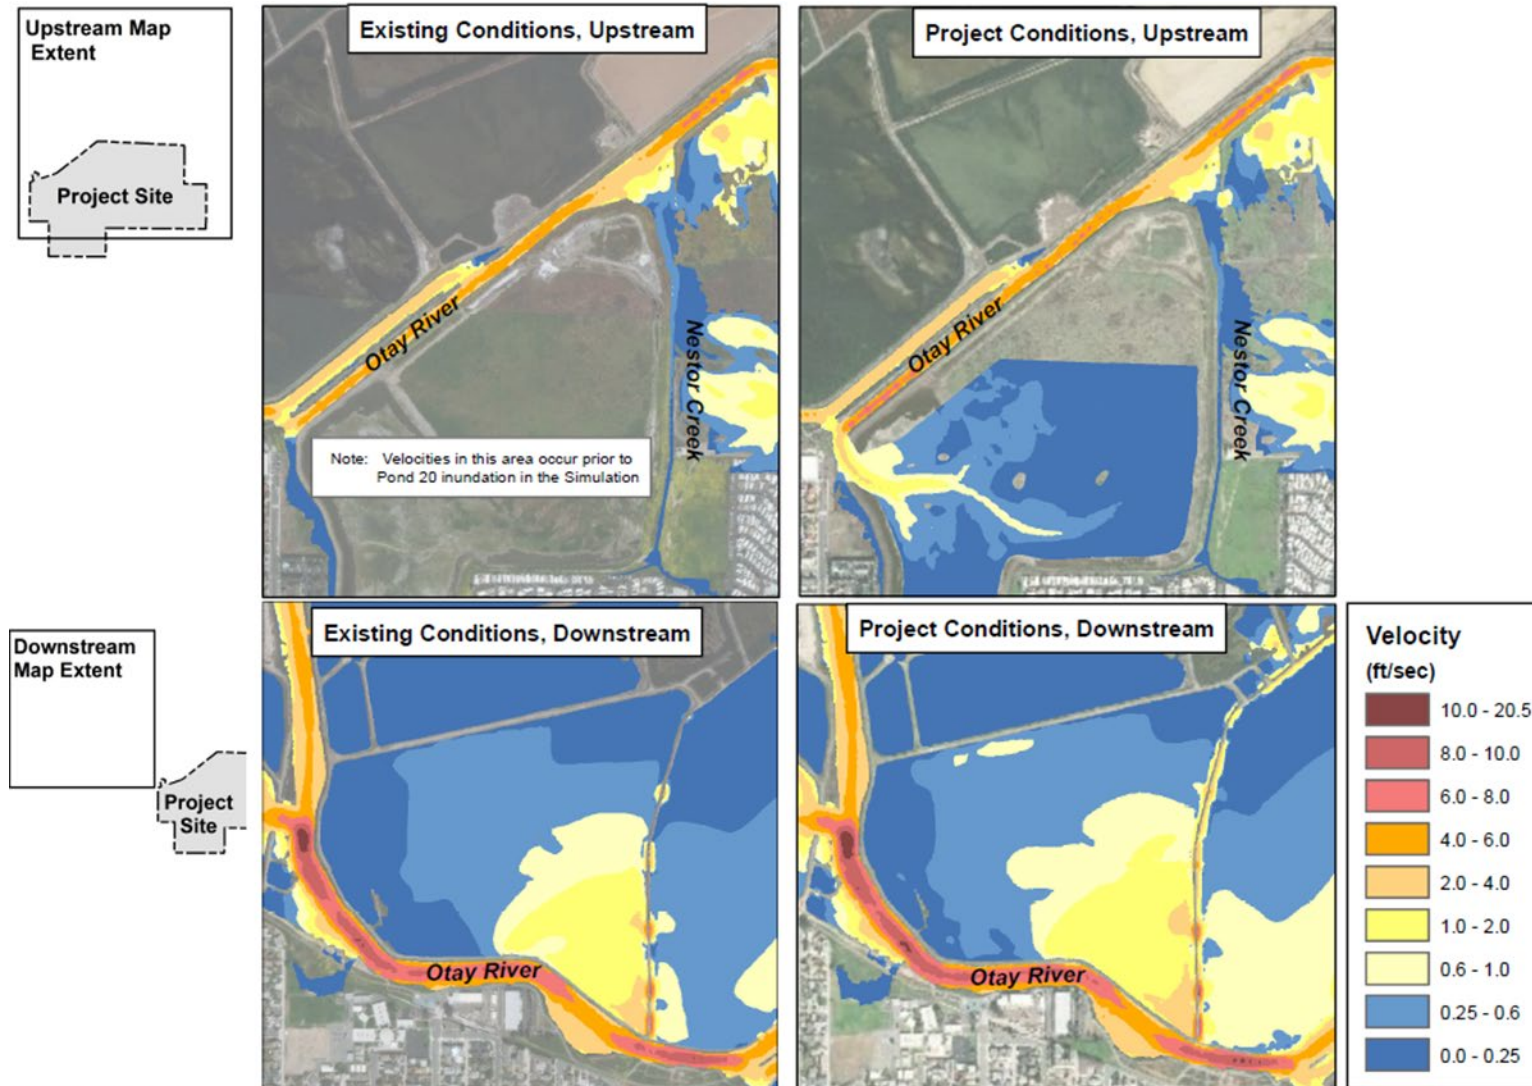 Upstream Map
Extent
Project Site
Existing Conditions, Upstream
Otay River
Nestor Creek
Note: Velocities in this area occur prior to
Pond 20 inundation in the Simulation
Project Conditions, Upstream
Otay River
Nestor Creek
Downstream
Map Extent
Project
Site
Existing Conditions, Downstream
Otay River
Project Conditions, Downstream
Otay River
Velocity
(ft/sec)
10.0 - 20.5
8.0 - 10.0
6.0 - 8.0
4.0 - 6.0
2.0 - 4.0
1.0 - 2.0
0.6 - 1.0
0.25 - 0.6
0.0 - 0.25